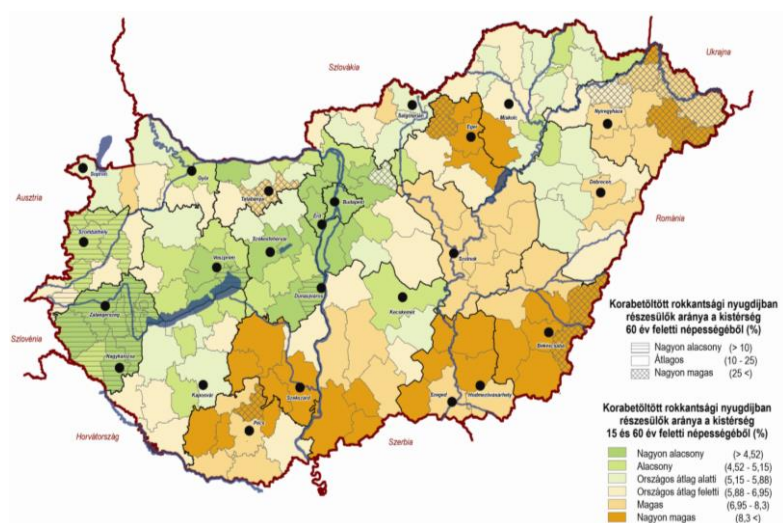 Szlovákia
Ukrajna
Ausztria
Sopron
Győr
Tatabánya
Budapest
Érd
Salgótarján
Eger
Miskolc
Nyíregyháza
Debrecen
Szombathely
Veszprém
Székesfehérvár
Dunaújváros
Szolnok
Románia
Zalaegerszeg
Nagykanizsa
Kecskemét
Békéscsaba
Szlovénia
Kaposvár
Szekszárd
Pécs
Szeged
Hódmezővásárhely
Horvátország
Szerbia
Korabetöltött rokkantsági nyugdíjban
részesülők aránya a kistérség
60 év feletti népességéből (%)
Nagyon alacsony (> 10)
Átlagos (10 - 25)
Nagyon magas (25 <)
Korabetöltött rokkantsági nyugdíjban
részesülők aránya a kistérség
15 és 60 év feletti népességéből (%)
Nagyon alacsony (> 4,52)
Alacsony (4,52 - 5,15)
Országos átlag alatti (5,15 - 5,88)
Országos átlag feletti (5,88 - 6,95)
Magas (6,95 - 8,3)
Nagyon magas (8,3 <)